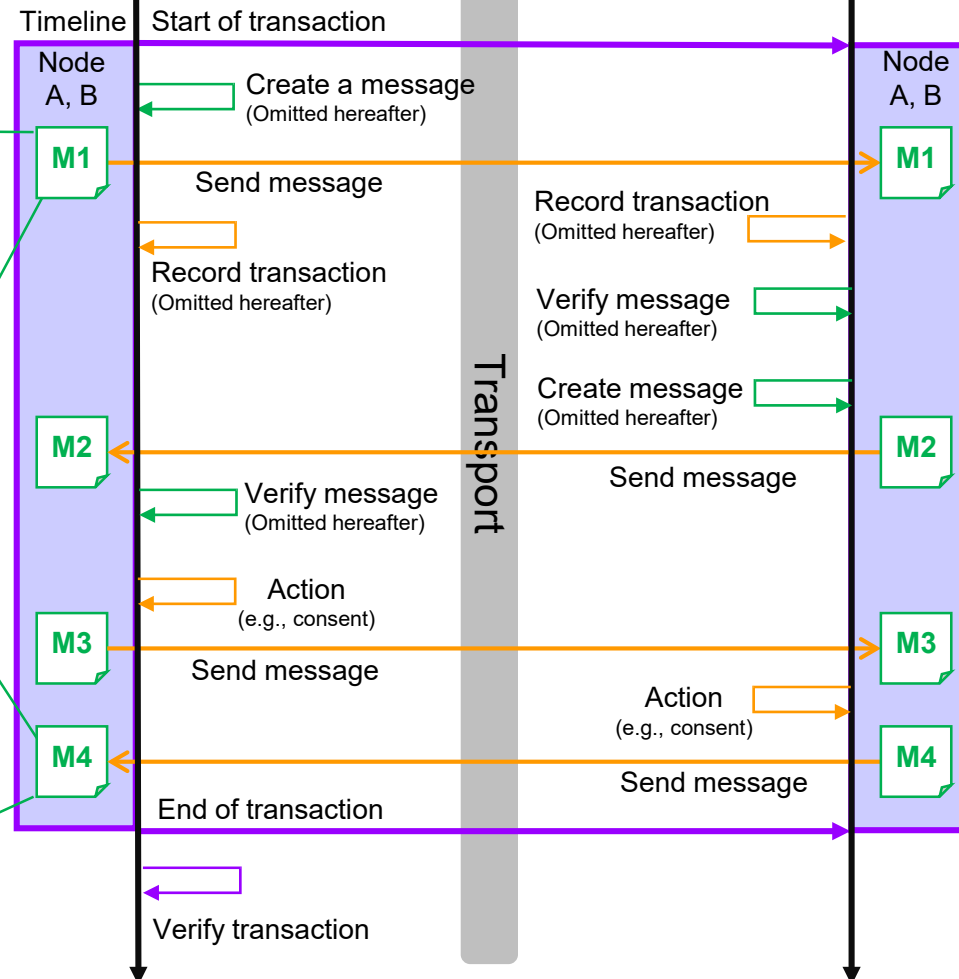 Timeline
Start of transaction
Node
A, B
Node
A, B
Create a message
(Omitted hereafter)
M1
M1
Send message
Record transaction
(Omitted hereafter)
Record transaction
(Omitted hereafter)
Verify message
(Omitted hereafter)
Transport
Create message
(Omitted hereafter)
M2
M2
Send message
Verify message
(Omitted hereafter)
Action
(e.g., consent)
M3
M3
Send message
Action
(e.g., consent)
M4
M4
Send message
End of transaction
Verify transaction